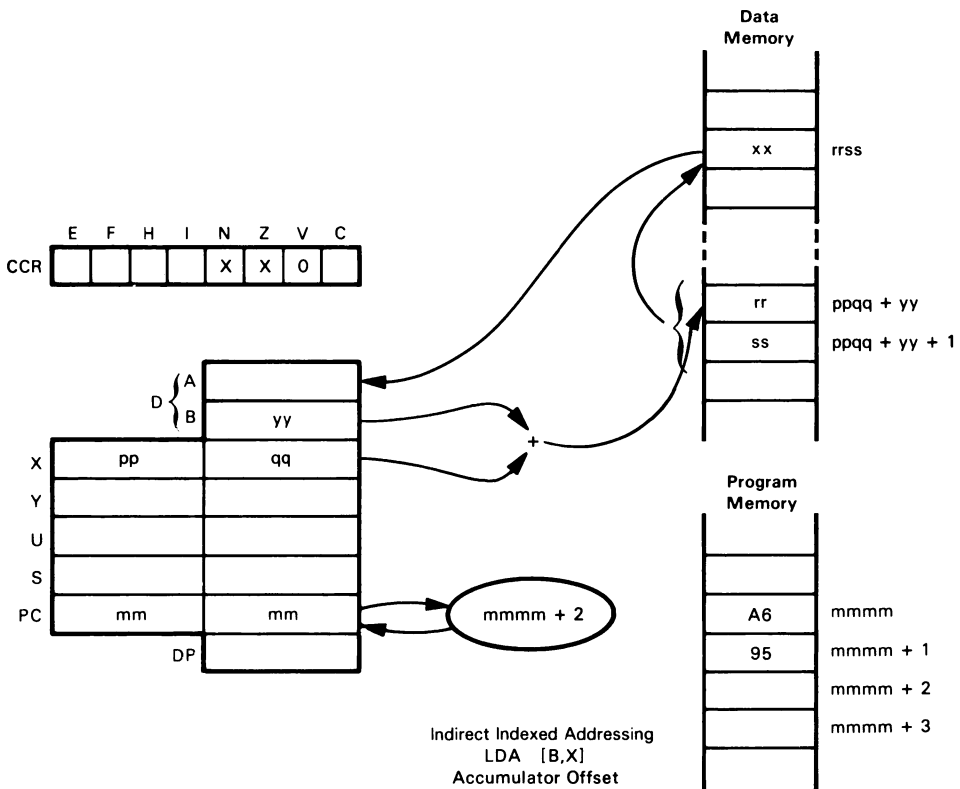 Data
Memory
xx rrss
E F H I N Z V C
CCR X X 0
rr ppqq + yy
ss ppqq + yy + 1
D { A
B yy
+
X pp qq
Y
U
S
PC mm mm
mmmm + 2
DP
Program
Memory
A6 mmmm
95 mmmm + 1
mmmm + 2
mmmm + 3
Indirect Indexed Addressing
LDA [B,X]
Accumulator Offset